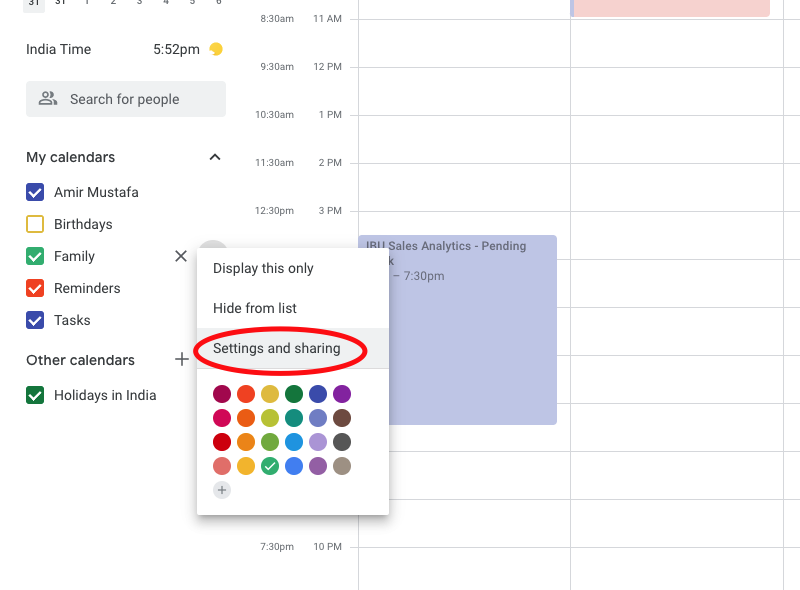 31 31 1 2 3 4 5 6
India Time 5:52pm
Search for people
My calendars
Amir Mustafa
Birthdays
Family
Reminders
Tasks
Other calendars
Holidays in India
8:30am 11 AM
9:30am 12 PM
10:30am 1 PM
11:30am 2 PM
12:30pm 3 PM
7:30pm 10 PM
IBU Sales Analytics - Pending
– 7:30pm
Display this only
Hide from list
Settings and sharing